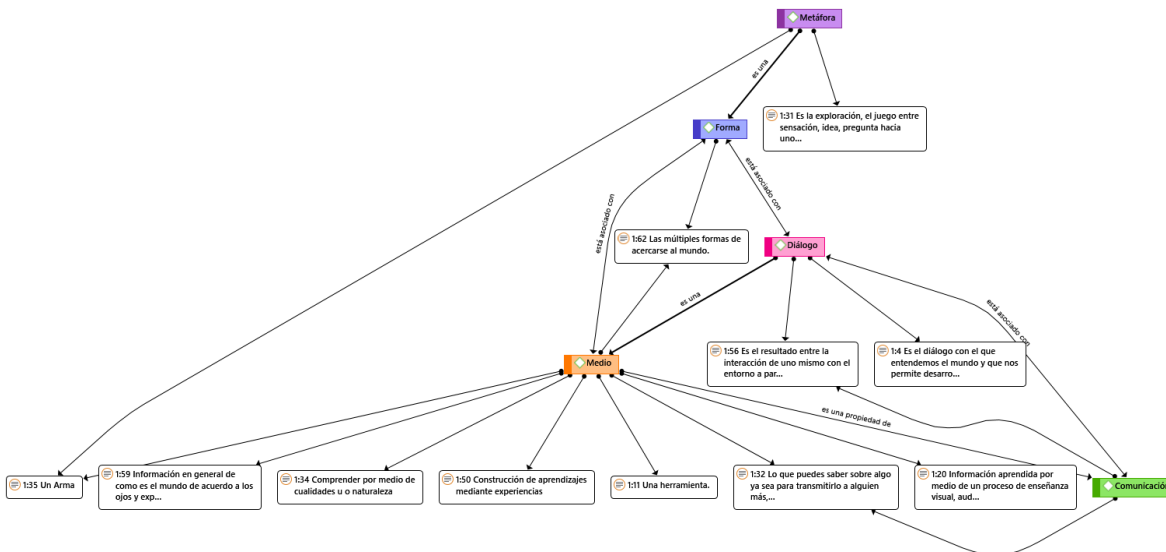 Metáfora
es una
1:31 Es la exploración, el juego entre
sensación, idea, pregunta hacia
uno...
Forma
está asociado con
está asociado con
1:62 Las múltiples formas de
acercarse al mundo.
Diálogo
es una
está asociado con
Medio
1:56 Es el resultado entre la
interacción de uno mismo con el
entorno a par...
1:4 Es el diálogo con el que
entendemos el mundo y que nos
permite desarro...
es una propiedad de
1:35 Un Arma
1:59 Información en general de
como es el mundo de acuerdo a los
ojos y exp...
1:34 Comprender por medio de
cualidades u o naturaleza
1:50 Construcción de aprendizajes
mediante experiencias
1:11 Una herramienta.
1:32 Lo que puedes saber sobre algo
ya sea para transmitirlo a alguien
más,...
1:20 Información aprendida por
medio de un proceso de enseñanza
visual, aud...
Comunicación